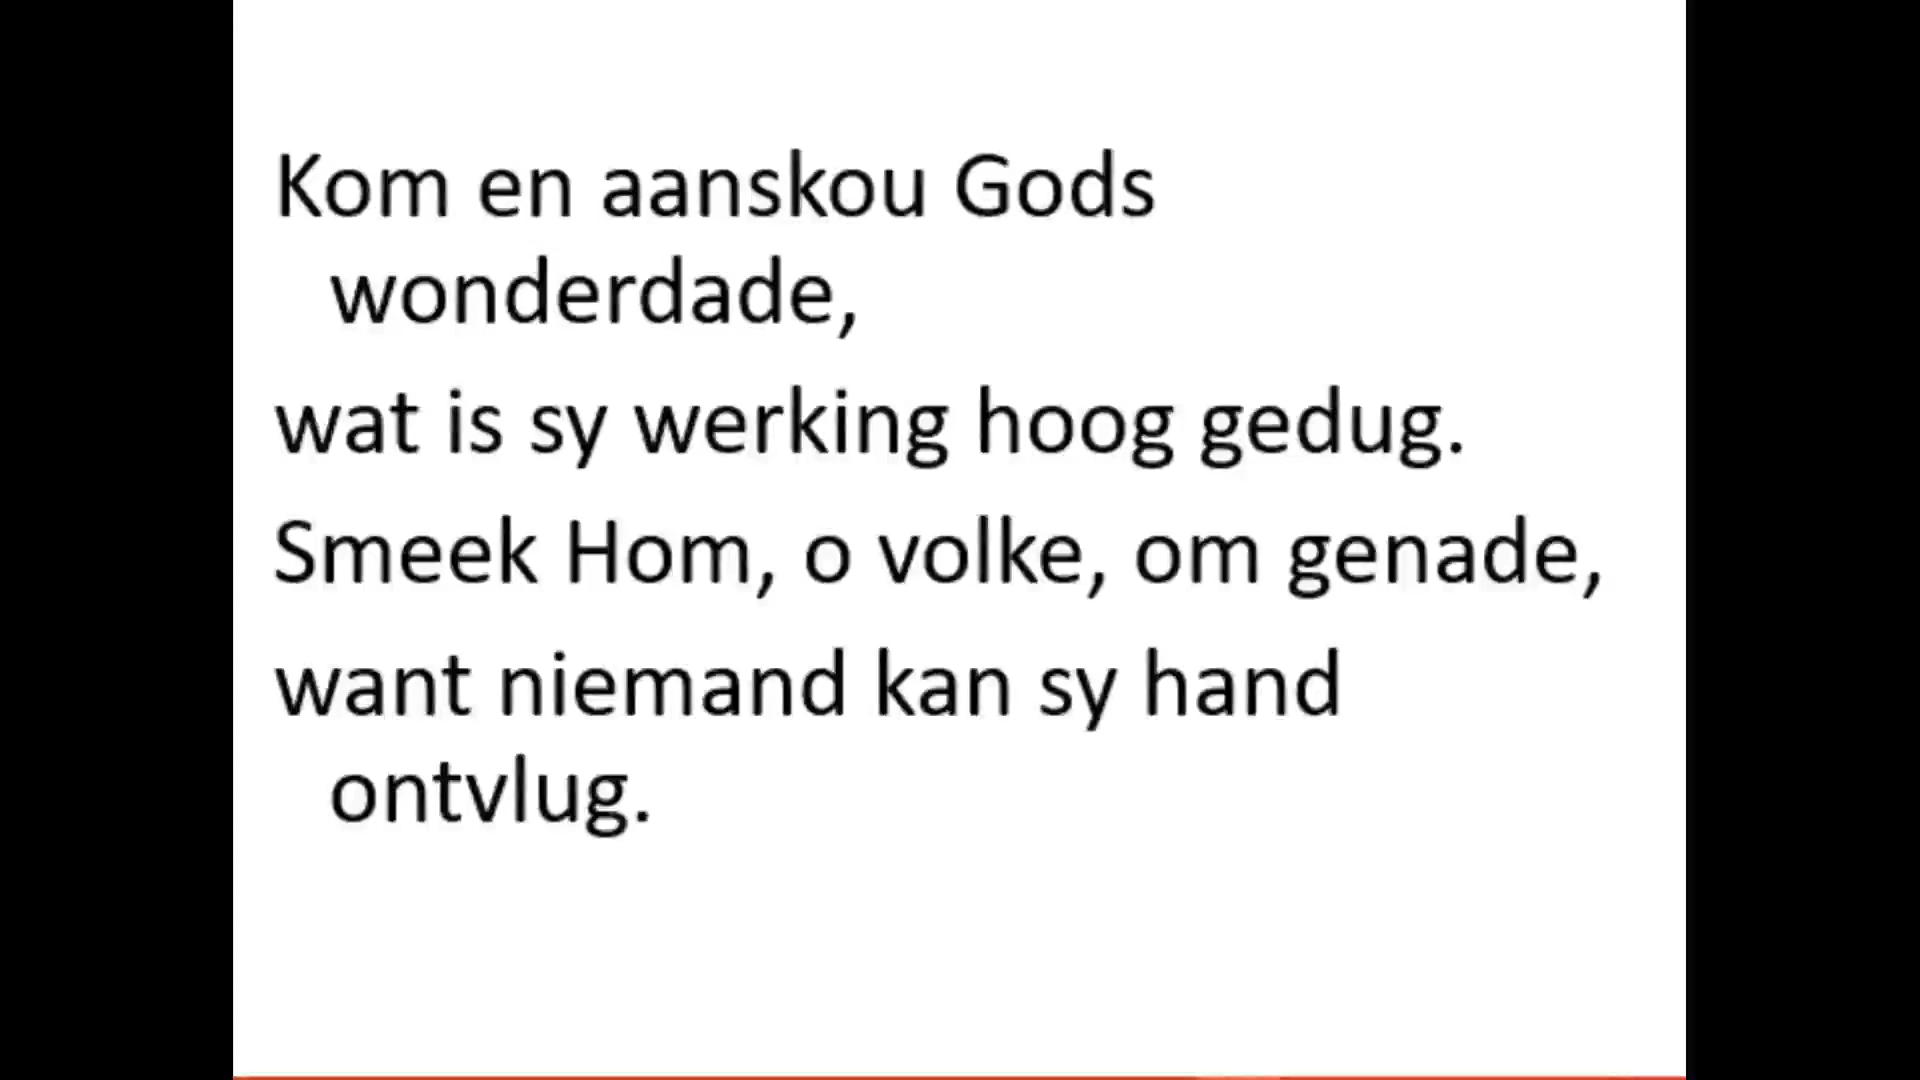 Kom en aanskou Gods
wonderdade,
wat is sy werking hoog gedug.
Smeek Hom, o volke, om genade,
want niemand kan sy hand
ontvlug.